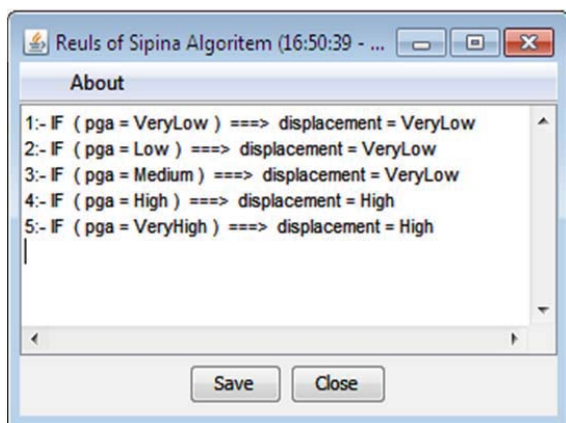 Reuls of Sipina Algoritem (16:50:39 - ...
About
1:- IF ( pga = VeryLow ) ===> displacement = VeryLow
2:- IF ( pga = Low ) ===> displacement = VeryLow
3:- IF ( pga = Medium ) ===> displacement = VeryLow
4:- IF ( pga = High ) ===> displacement = High
5:- IF ( pga = VeryHigh ) ===> displacement = High
Save Close